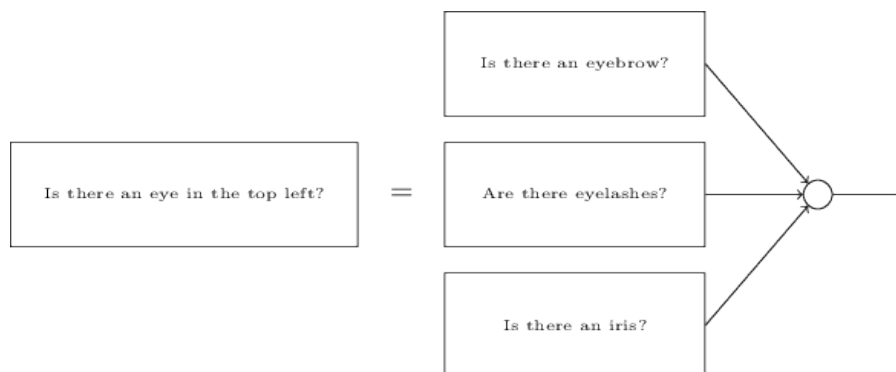 Is there an eyebrow?
Is there an eye in the top left?
=
Are there eyelashes?
Is there an iris?